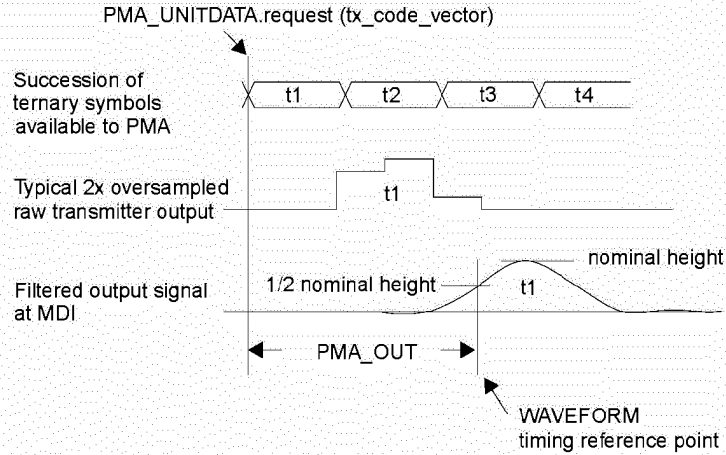 PMA_UNITDATA.request (tx_code_vector)
Succession of
ternary symbols
available to PMA
t1 t2 t3 t4
Typical 2x oversampled
raw transmitter output
t1
nominal height
1/2 nominal height
t1
Filtered output signal
at MDI
PMA_OUT
WAVEFORM
timing reference point